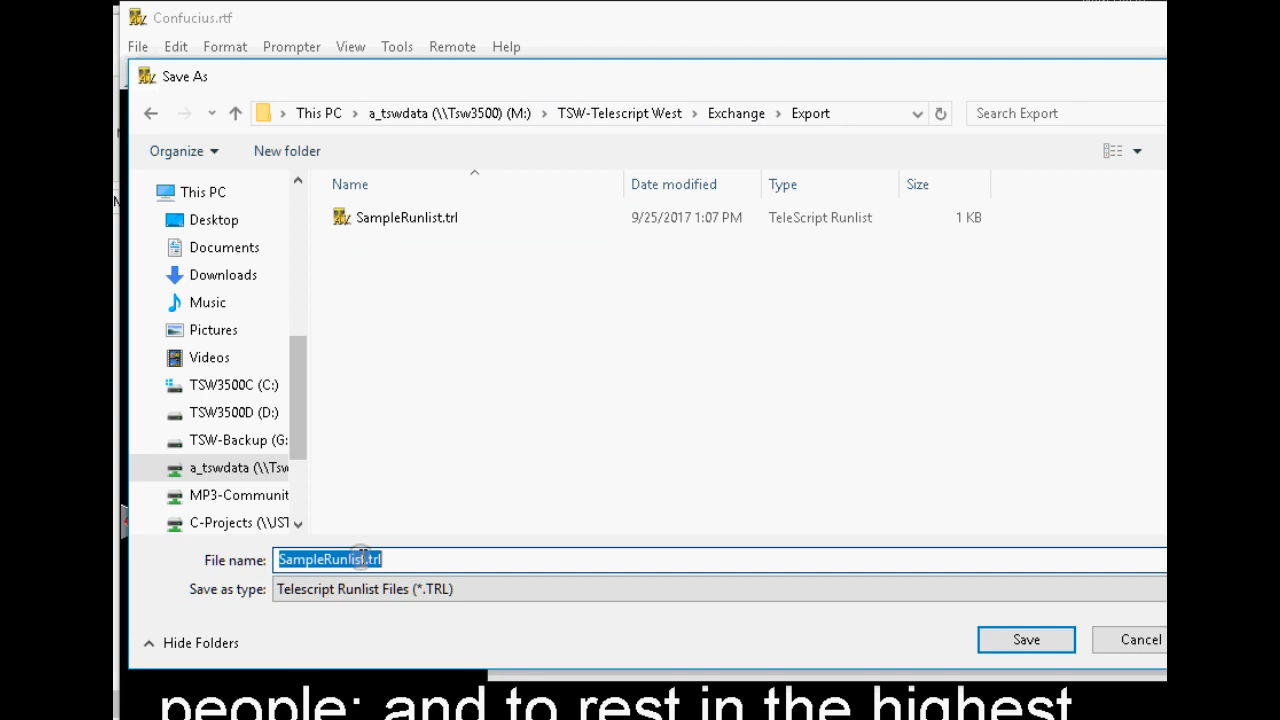 Confucius.rtf
File Edit Format Prompter View Tools Remote Help
Save As
This PC a_tswdata (\\Tsw3500) (M:) TSW-Telescript West Exchange Export Search Export
Organize New folder
Name Date modified Type Size
SampleRunlist.trl 9/25/2017 1:07 PM TeleScript Runlist 1 KB
This PC
Desktop
Documents
Downloads
Music
Pictures
Videos
TSW3500C (C:)
TSW3500D (D:)
TSW-Backup (G:
a_tswdata (\\Tsw
MP3-Communit
C-Projects (\\JST
File name: SampleRunlist.trl
Save as type: Telescript Runlist Files (*.TRL)
Hide Folders Save Cancel
people; and to rest in the highest